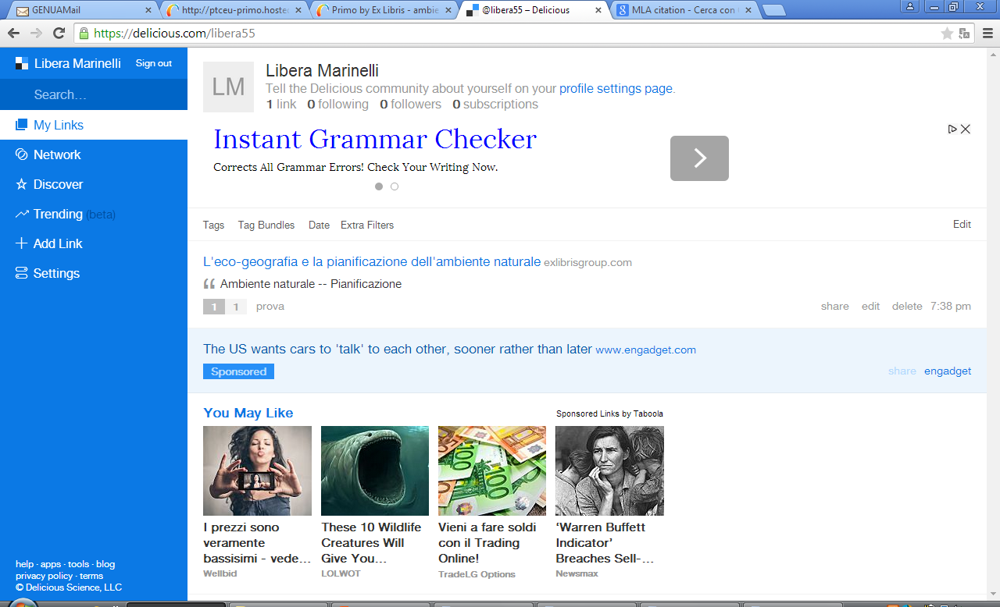 GENUAMail
http://ptceu-primo.hoste
Primo by Ex Libris - ambie
@libera55 – Delicious
MLA citation - Cerca con
https://delicious.com/libera55
Libera Marinelli
Sign out
Search...
My Links
Network
Discover
Trending (beta)
Add Link
Settings
help · apps · tools · blog
privacy policy · terms
© Delicious Science, LLC
LM
Libera Marinelli
Tell the Delicious community about yourself on your profile settings page.
1 link 0 following 0 followers 0 subscriptions
Instant Grammar Checker
Corrects All Grammar Errors! Check Your Writing Now.
Tags Tag Bundles Date Extra Filters
Edit
L'eco-geografia e la pianificazione dell'ambiente naturale exlibrisgroup.com
Ambiente naturale -- Pianificazione
1 1 prova
share edit delete 7:38 pm
The US wants cars to 'talk' to each other, sooner rather than later www.engadget.com
Sponsored
share engadget
You May Like
Sponsored Links by Taboola
I prezzi sono
veramente
bassisimi - vede...
Wellbid
These 10 Wildlife
Creatures Will
Give You...
LOLWOT
Vieni a fare soldi
con il Trading
Online!
TradeLG Options
‘Warren Buffett
Indicator’
Breaches Sell-...
Newsmax